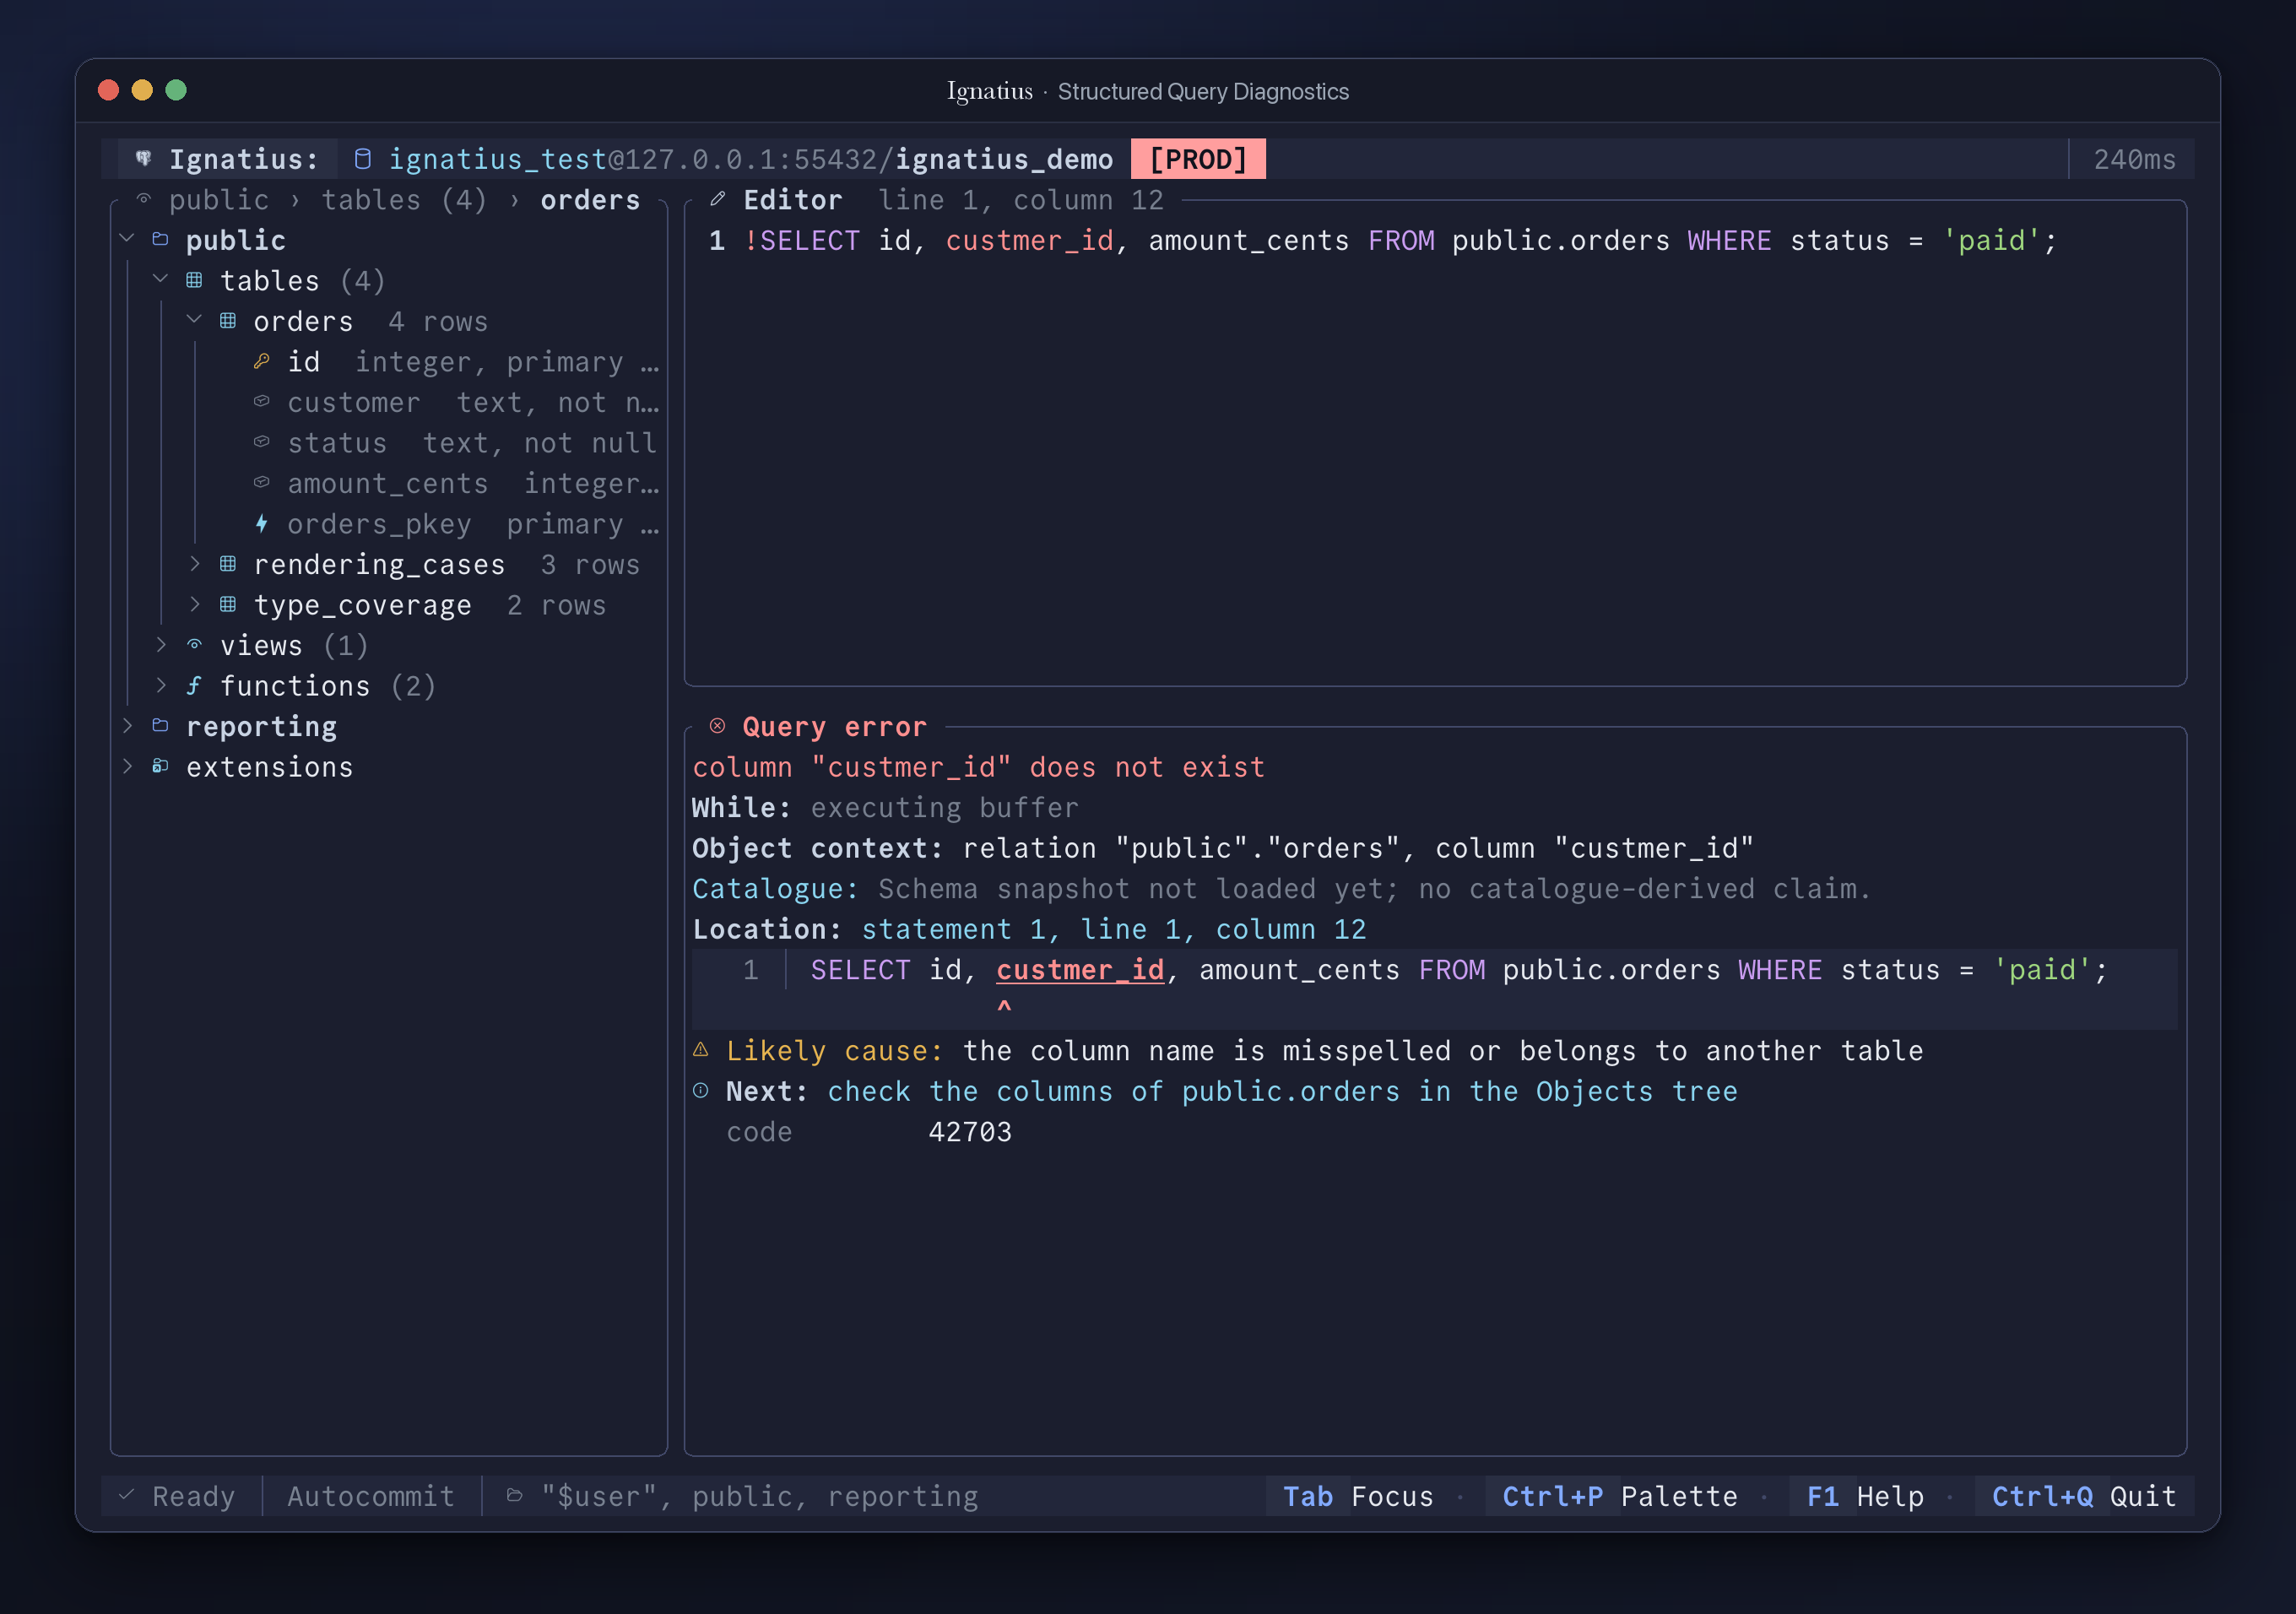 Ignatius · Structured Query Diagnostics
Ignatius: ignatius_test@127.0.0.1:55432/ignatius_demo [PROD] 240ms
public › tables (4) › orders
public
tables (4)
orders 4 rows
id integer, primary …
customer text, not n…
status text, not null
amount_cents integer…
orders_pkey primary …
rendering_cases 3 rows
type_coverage 2 rows
views (1)
functions (2)
reporting
extensions
Editor line 1, column 12
1 !SELECT id, custmer_id, amount_cents FROM public.orders WHERE status = 'paid';
Query error
column "custmer_id" does not exist
While: executing buffer
Object context: relation "public"."orders", column "custmer_id"
Catalogue: Schema snapshot not loaded yet; no catalogue-derived claim.
Location: statement 1, line 1, column 12
1 │ SELECT id, custmer_id, amount_cents FROM public.orders WHERE status = 'paid';
^
Likely cause: the column name is misspelled or belongs to another table
Next: check the columns of public.orders in the Objects tree
code 42703
Ready │ Autocommit │ "$user", public, reporting Tab Focus · Ctrl+P Palette · F1 Help · Ctrl+Q Quit